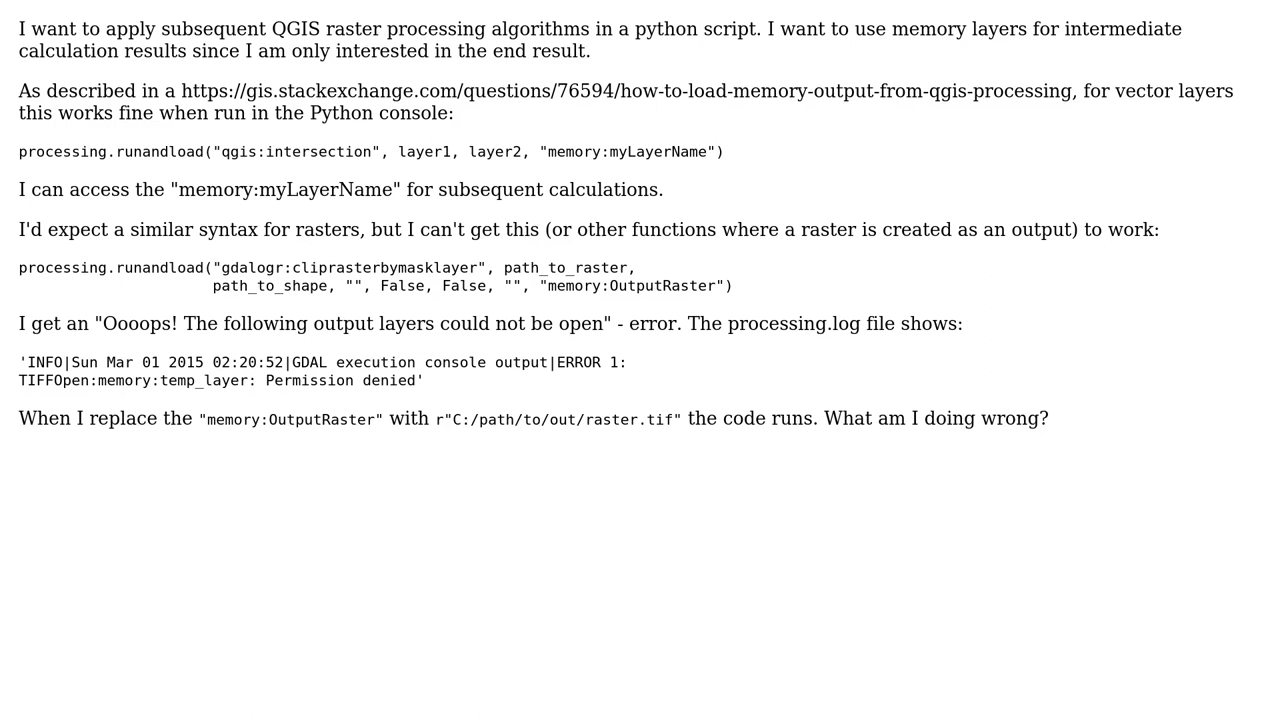 I want to apply subsequent QGIS raster processing algorithms in a python script. I want to use memory layers for intermediate
calculation results since I am only interested in the end result.
As described in a https://gis.stackexchange.com/questions/76594/how-to-load-memory-output-from-qgis-processing, for vector layers
this works fine when run in the Python console:
processing.runandload("qgis:intersection", layer1, layer2, "memory:myLayerName")
I can access the "memory:myLayerName" for subsequent calculations.
I'd expect a similar syntax for rasters, but I can't get this (or other functions where a raster is created as an output) to work:
processing.runandload("gdalogr:cliprasterbymasklayer", path_to_raster,
                      path_to_shape, "", False, False, "", "memory:OutputRaster")
I get an "Oooops! The following output layers could not be open" - error. The processing.log file shows:
'INFO|Sun Mar 01 2015 02:20:52|GDAL execution console output|ERROR 1:
TIFFOpen:memory:temp_layer: Permission denied'
When I replace the "memory:OutputRaster" with r"C:/path/to/out/raster.tif" the code runs. What am I doing wrong?